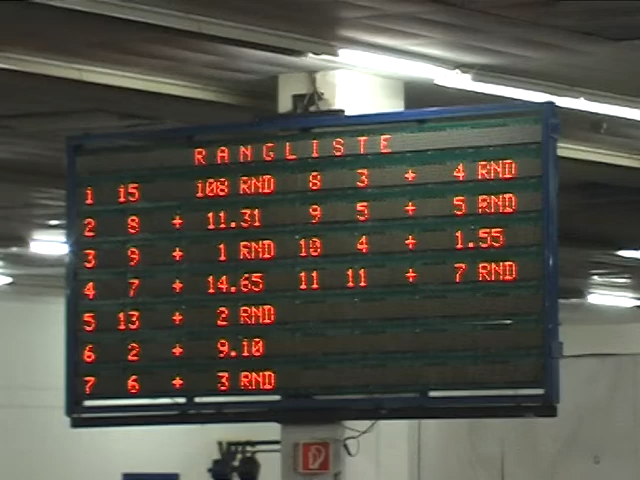 RANGLISTE
1 15 108 RND 8 3 + 4 RND
2 8 + 11.31 9 5 + 5 RND
3 9 + 1 RND 10 4 + 1.55
4 7 + 14.65 11 11 + 7 RND
5 13 + 2 RND
6 2 + 9.10
7 6 + 3 RND